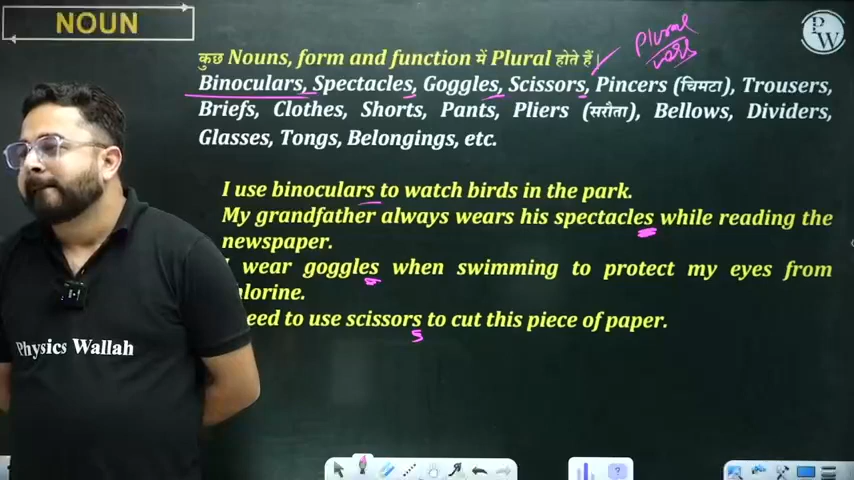 NOUN
PW
Plural
कुछ Nouns, form and function में Plural होते हैं।
Binoculars, Spectacles, Goggles, Scissors, Pincers (चिमटा), Trousers,
Briefs, Clothes, Shorts, Pants, Pliers (सरौता), Bellows, Dividers,
Glasses, Tongs, Belongings, etc.
I use binoculars to watch birds in the park.
My grandfather always wears his spectacles while reading the
newspaper.
wear goggles when swimming to protect my eyes from
hlorine.
eed to use scissors to cut this piece of paper.
s
Physics Wallah